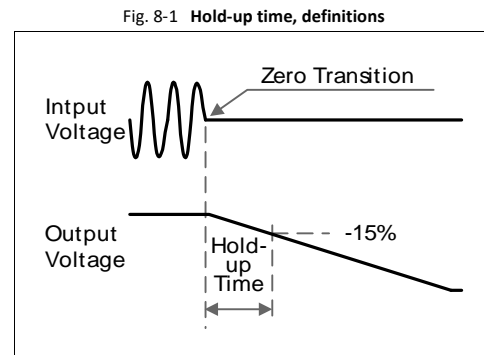 Fig. 8-1 Hold-up time, definitions
Zero Transition
Intput
Voltage
Output
Voltage
-15%
Hold-
up
Time